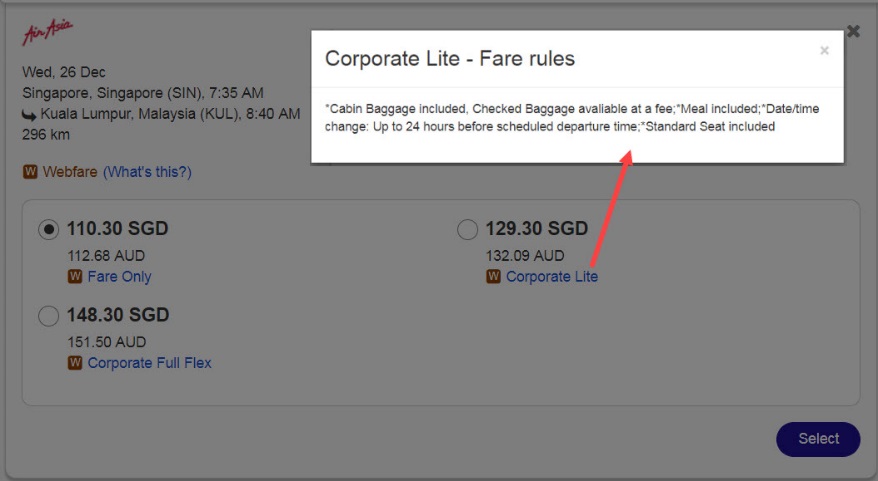 Air Asia
Wed, 26 Dec
Singapore, Singapore (SIN), 7:35 AM
Kuala Lumpur, Malaysia (KUL), 8:40 AM
296 km
W Webfare (What's this?)
Corporate Lite - Fare rules
×
*Cabin Baggage included, Checked Baggage avaliable at a fee;*Meal included;*Date/time
change: Up to 24 hours before scheduled departure time;*Standard Seat included
110.30 SGD
112.68 AUD
W Fare Only
129.30 SGD
132.09 AUD
W Corporate Lite
148.30 SGD
151.50 AUD
W Corporate Full Flex
Select